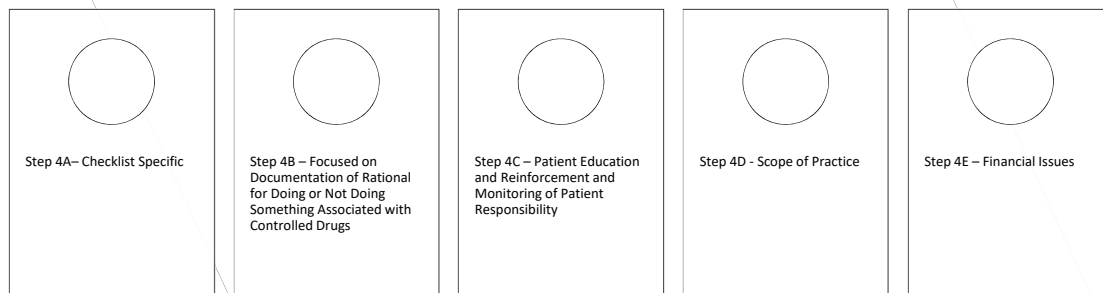 Step 4A– Checklist Specific
Step 4B – Focused on
Documentation of Rational
for Doing or Not Doing
Something Associated with
Controlled Drugs
Step 4C – Patient Education
and Reinforcement and
Monitoring of Patient
Responsibility
Step 4D - Scope of Practice
Step 4E – Financial Issues